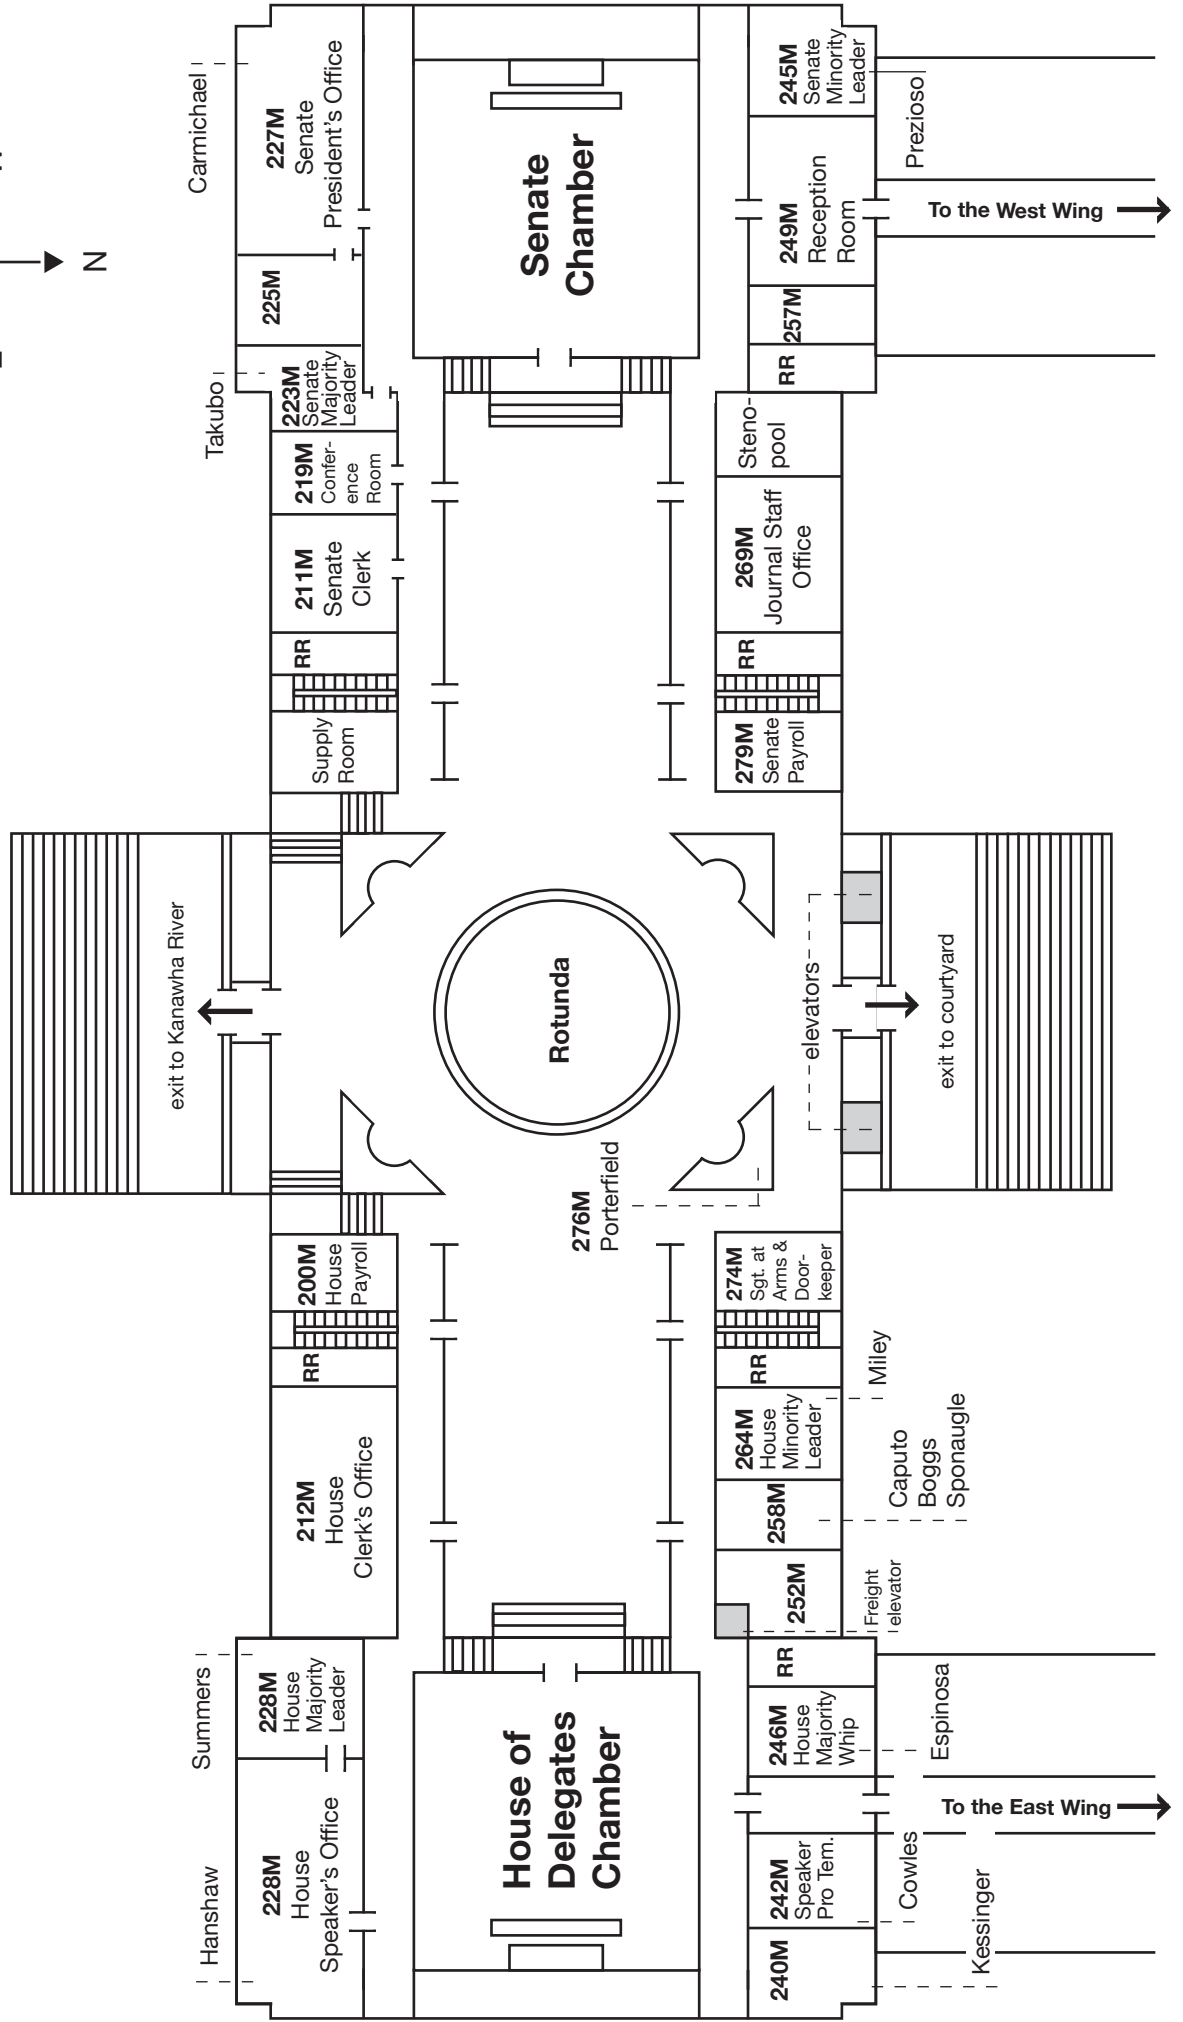 N
Hanshaw
Summers
exit to Kanawha River
Takubo
Carmichael
228M
House
Speaker's Office
228M
House
Majority
Leader
212M
House
Clerk's Office
RR
200M
House
Payroll
Supply
Room
RR
211M
Senate
Clerk
219M
Confer-
ence
Room
223M
Senate
Majority
Leader
225M
227M
Senate
President's Office
House of
Delegates
Chamber
Rotunda
Senate
Chamber
276M
Porterfield
240M
242M
Speaker
Pro Tem.
246M
House
Majority
Whip
RR
252M
258M
264M
House
Minority
Leader
RR
274M
Sgt. at
Arms &
Door-
keeper
elevators
279M
Senate
Payroll
RR
269M
Journal Staff
Office
Steno-
pool
RR
257M
249M
Reception
Room
245M
Senate
Minority
Leader
Kessinger
Cowles
Espinosa
Freight
elevator
Caputo
Boggs
Sponaugle
Miley
exit to courtyard
Prezioso
To the East Wing
To the West Wing